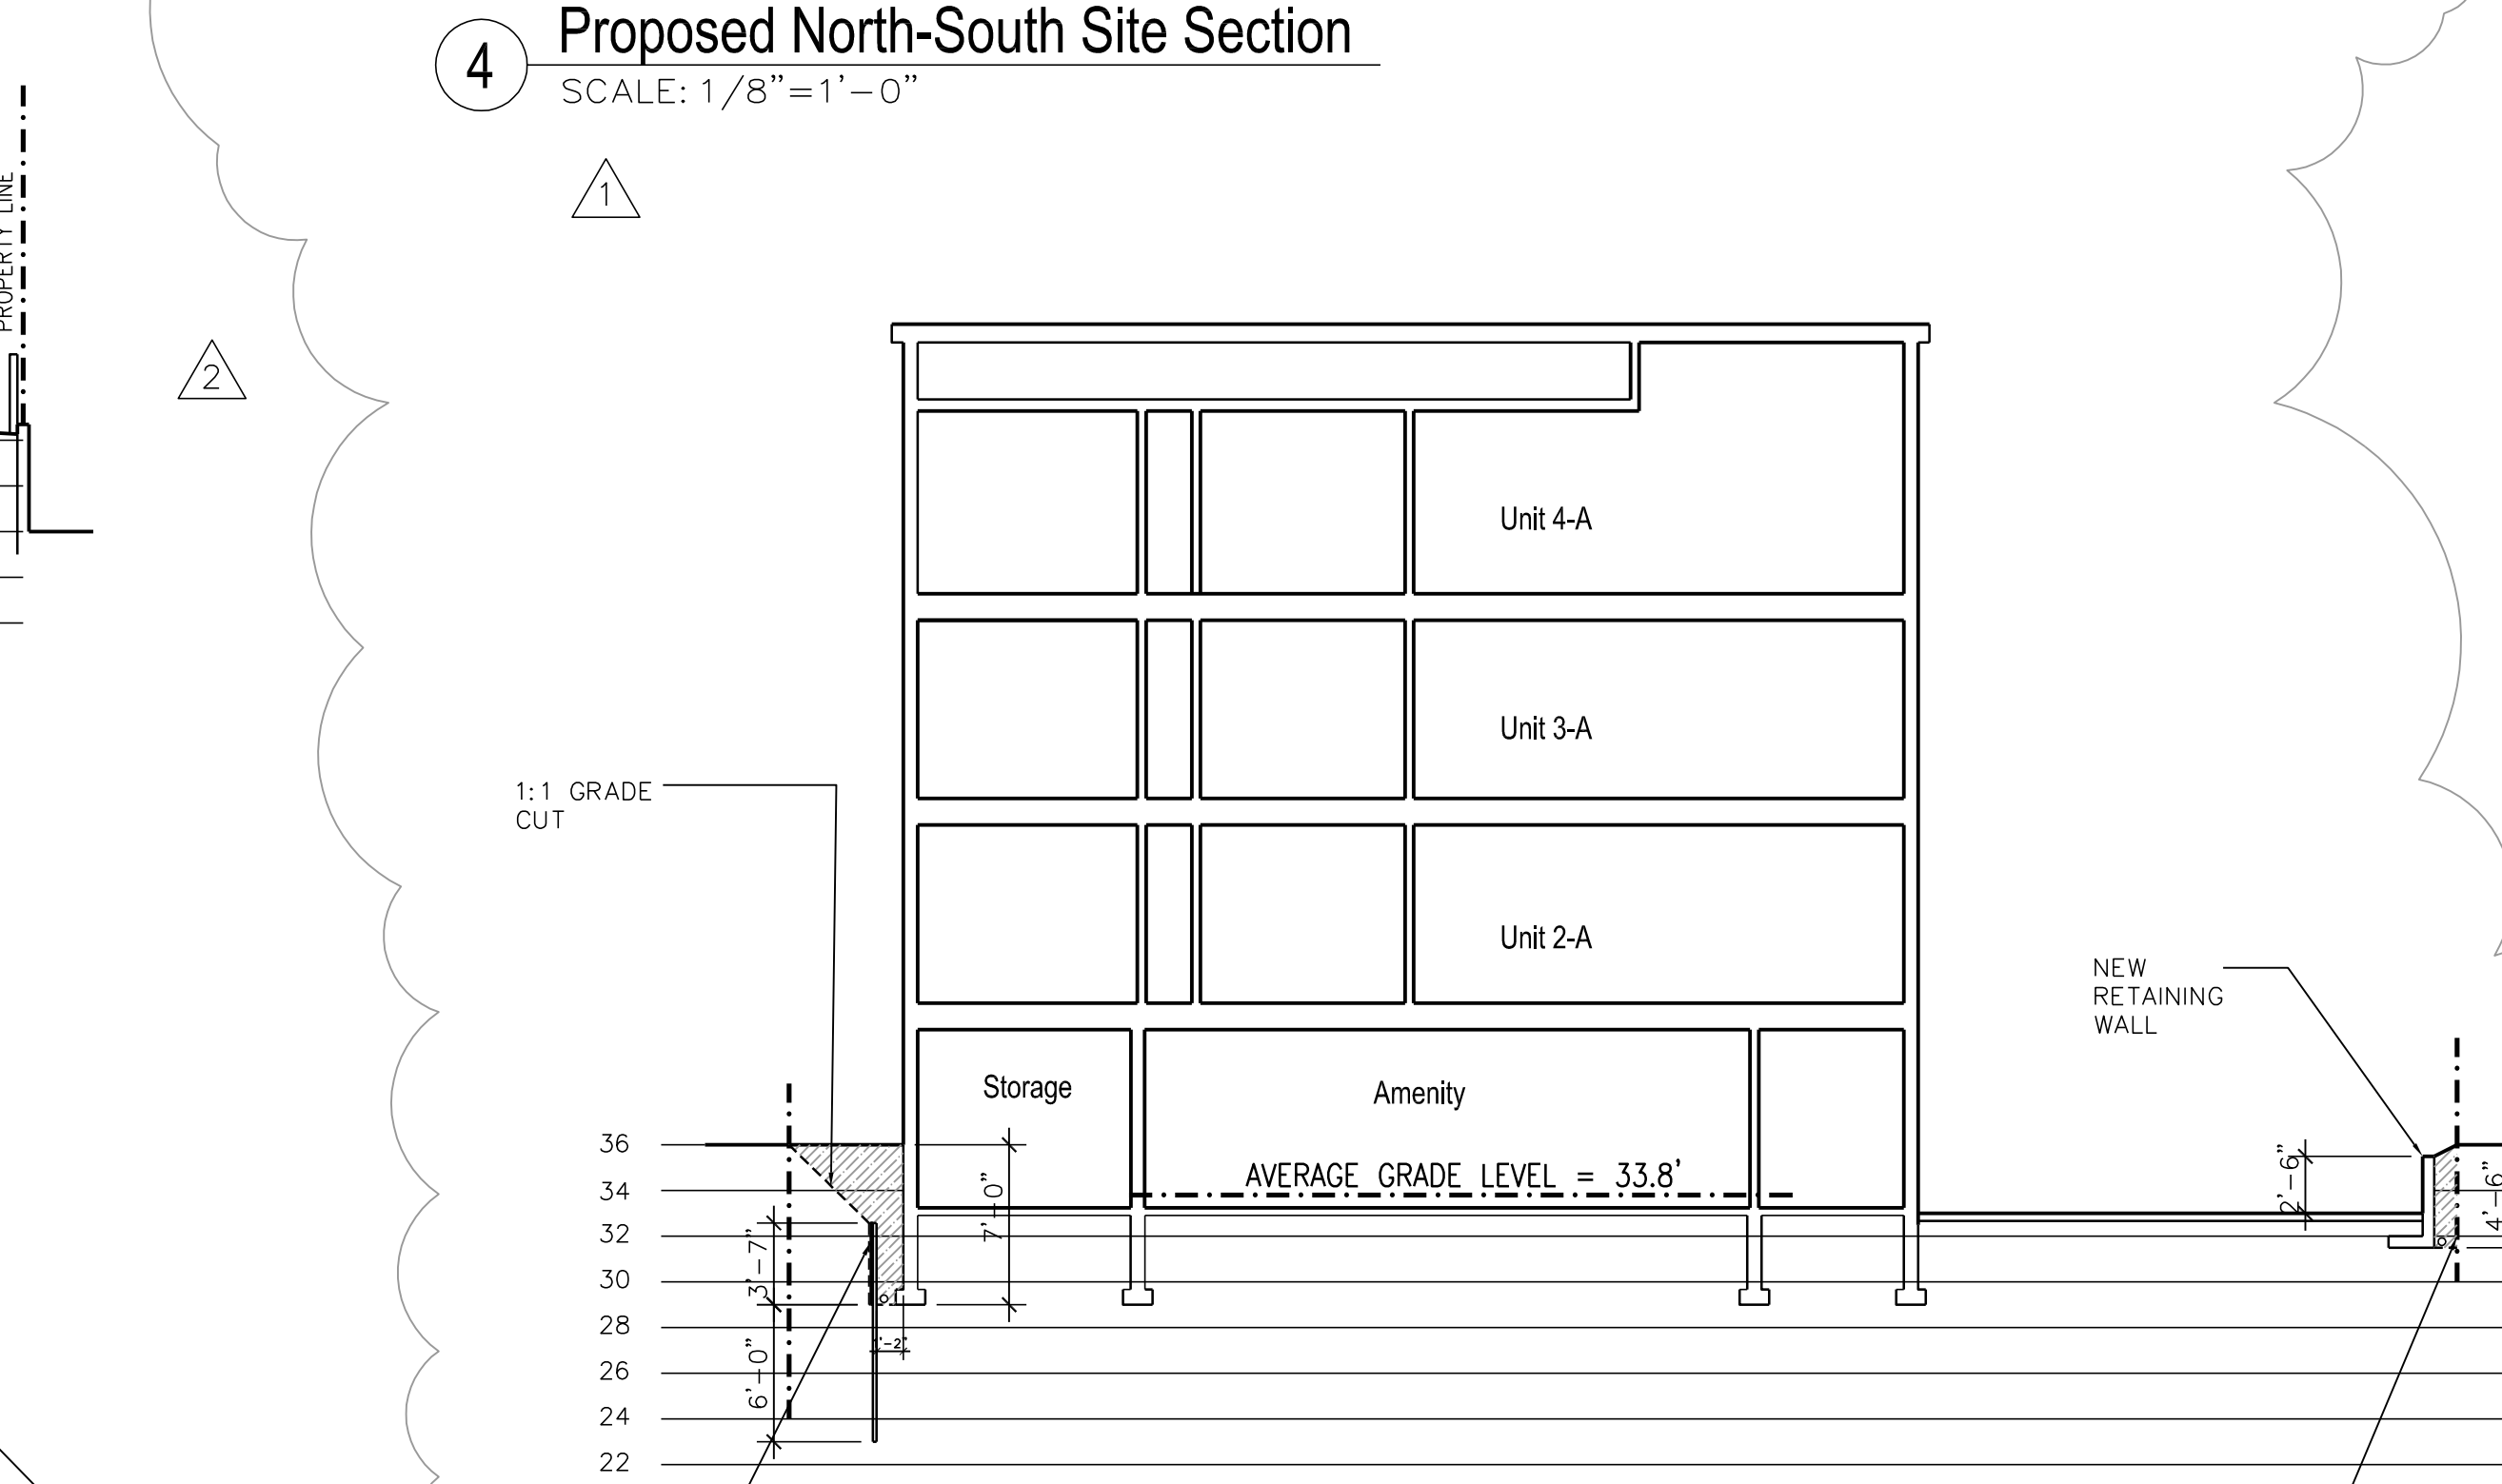 4
Proposed North-South Site Section
SCALE: 1/8"=1'-0"
1
PROPERTY LINE
2
Unit 4-A
Unit 3-A
1:1 GRADE
CUT
Unit 2-A
NEW
RETAINING
WALL
Storage
Amenity
AVERAGE GRADE LEVEL = 33.8'
36
34
32
30
28
26
24
22
3'-7"
6'-0"
7'-0"
2'-6"
4'-6"